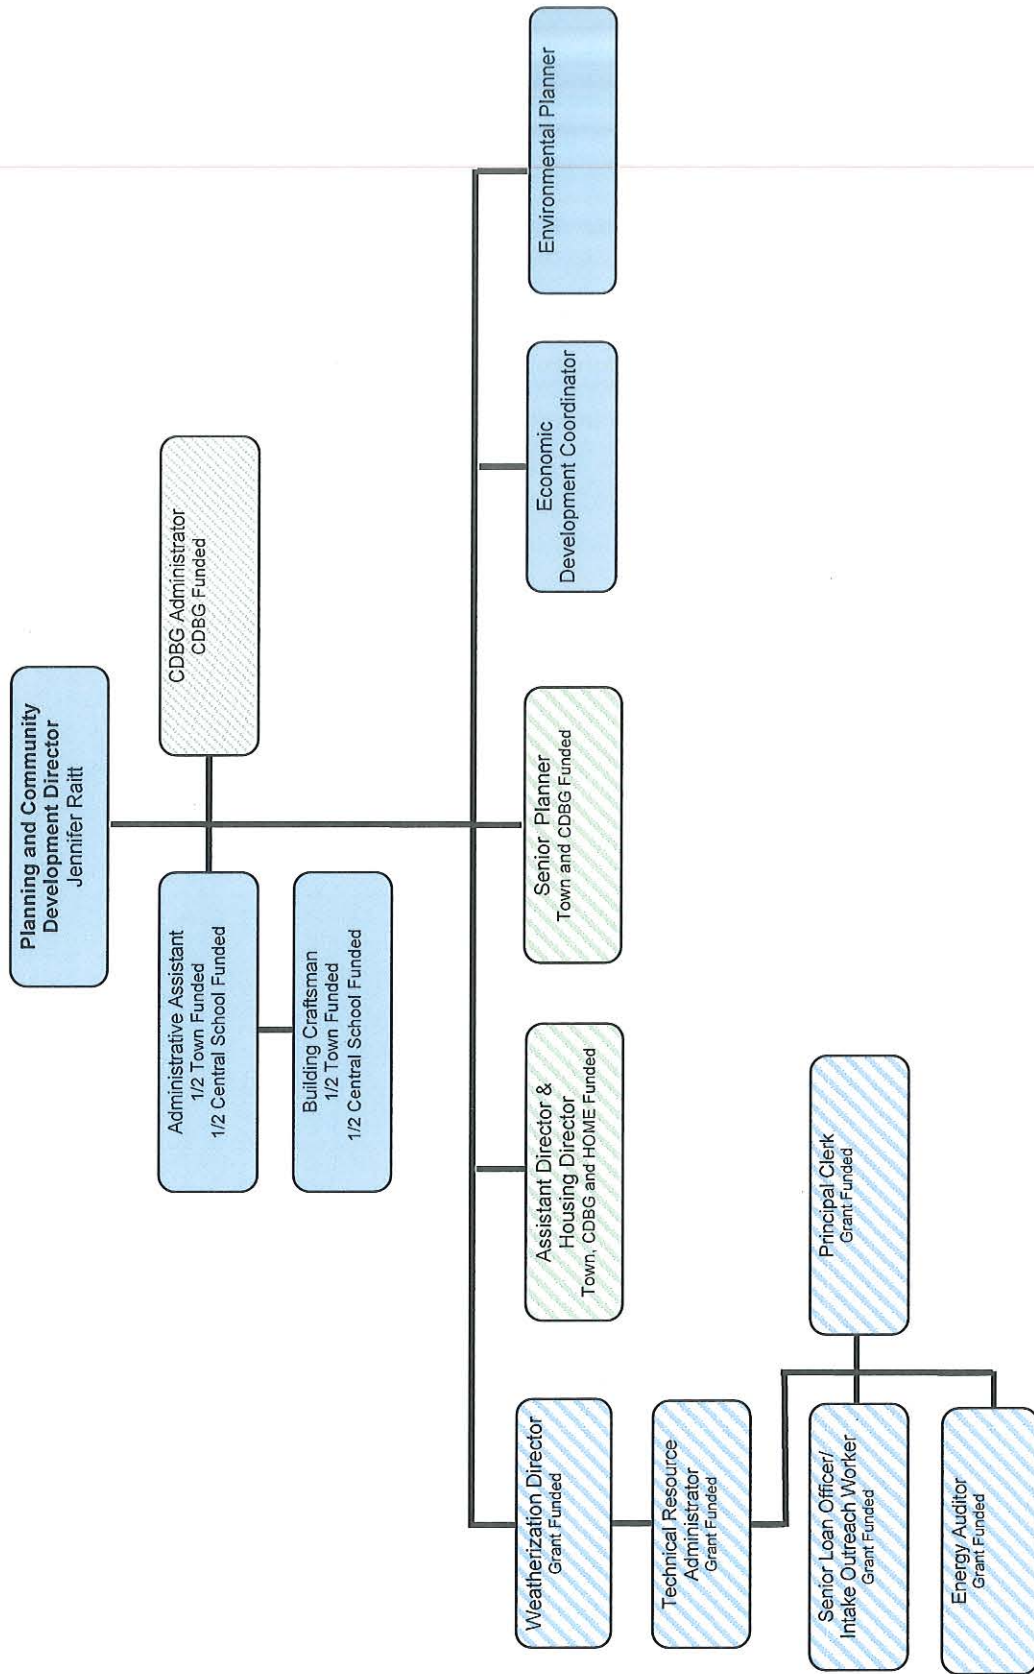 Planning and Community
Development Director
Jennifer Raitt
Administrative Assistant
1/2 Town Funded
1/2 Central School Funded
CDBG Administrator
CDBG Funded
Building Craftsman
1/2 Town Funded
1/2 Central School Funded
Weatherization Director
Grant Funded
Assistant Director &
Housing Director
Town, CDBG and HOME Funded
Senior Planner
Town and CDBG Funded
Economic
Development Coordinator
Environmental Planner
Technical Resource
Administrator
Grant Funded
Senior Loan Officer/
Intake Outreach Worker
Grant Funded
Principal Clerk
Grant Funded
Energy Auditor
Grant Funded